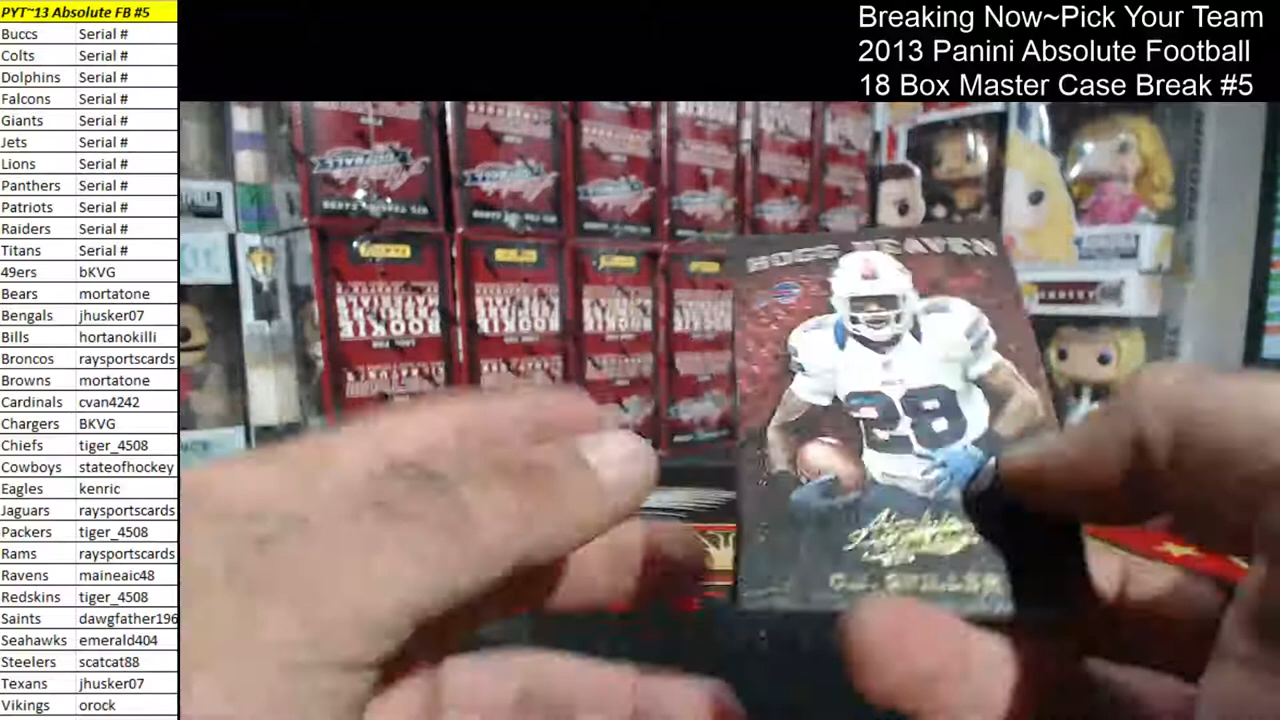 PYT~13 Absolute FB #5
Buccs Serial #
Colts Serial #
Dolphins Serial #
Falcons Serial #
Giants Serial #
Jets Serial #
Lions Serial #
Panthers Serial #
Patriots Serial #
Raiders Serial #
Titans Serial #
49ers bKVG
Bears mortatone
Bengals jhusker07
Bills hortanokilli
Broncos raysportscards
Browns mortatone
Cardinals cvan4242
Chargers BKVG
Chiefs tiger_4508
Cowboys stateofhockey
Eagles kenric
Jaguars raysportscards
Packers tiger_4508
Rams raysportscards
Ravens maineaic48
Redskins tiger_4508
Saints dawgfather196
Seahawks emerald404
Steelers scatcat88
Texans jhusker07
Vikings orock
Breaking Now~Pick Your Team
2013 Panini Absolute Football
18 Box Master Case Break #5
HOGG HEAVEN
28
Absolute
C.J. SPILLER